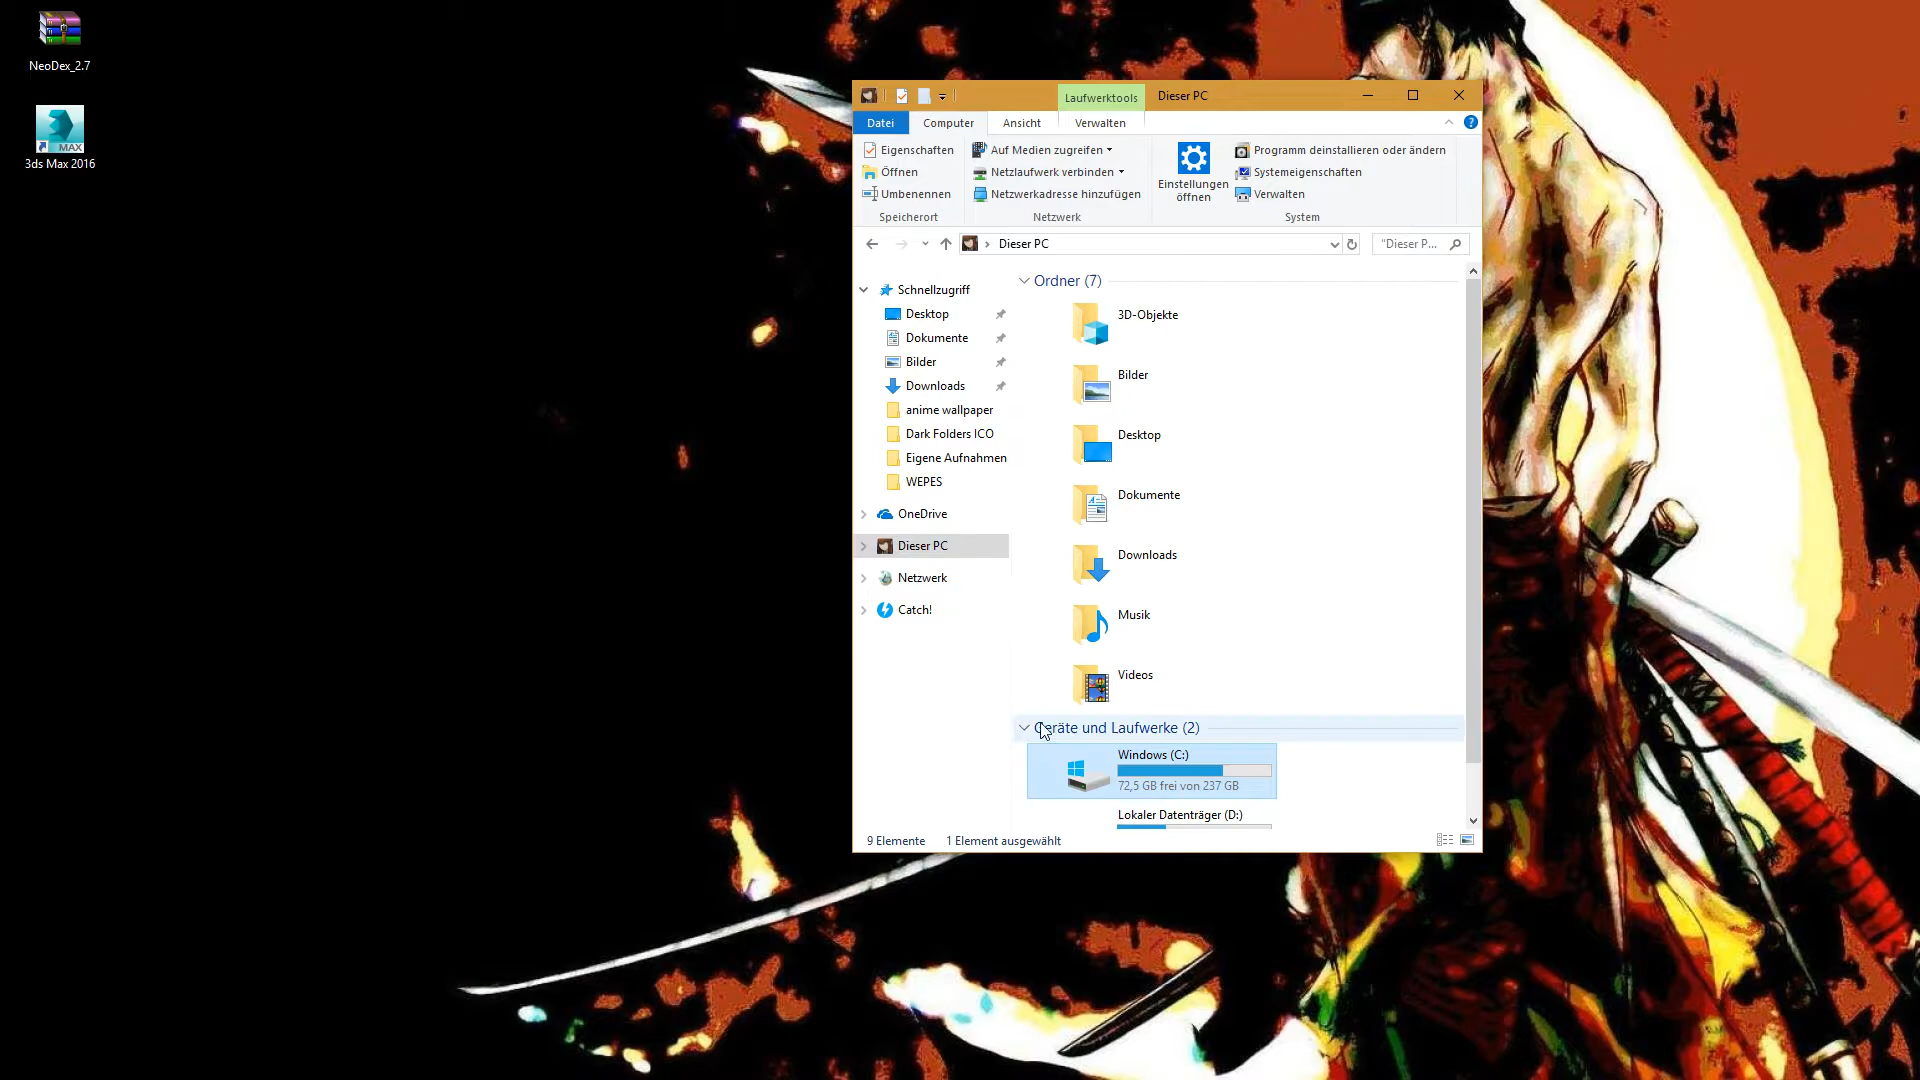 NeoDex_2.7
MAX
3ds Max 2016
Laufwerktools
Dieser PC
Datei
Computer
Ansicht
Verwalten
Eigenschaften
Öffnen
Umbenennen
Speicherort
Auf Medien zugreifen
Netzlaufwerk verbinden
Netzwerkadresse hinzufügen
Netzwerk
Einstellungen
öffnen
Programm deinstallieren oder ändern
Systemeigenschaften
Verwalten
System
Dieser PC
"Dieser P...
Schnellzugriff
Desktop
Dokumente
Bilder
Downloads
anime wallpaper
Dark Folders ICO
Eigene Aufnahmen
WEPES
OneDrive
Dieser PC
Netzwerk
Catch!
Ordner (7)
3D-Objekte
Bilder
Desktop
Dokumente
Downloads
Musik
Videos
Geräte und Laufwerke (2)
Windows (C:)
72,5 GB frei von 237 GB
Lokaler Datenträger (D:)
9 Elemente
1 Element ausgewählt